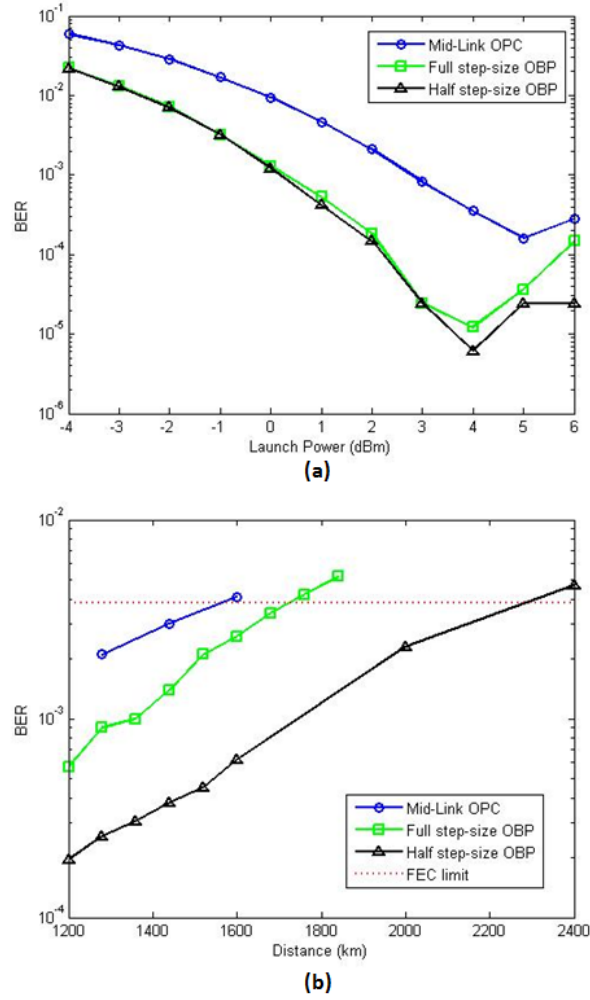 10^0
10^-1
10^-2
10^-3
10^-4
10^-5
10^-6
BER
Mid-Link OPC
Full step-size OBP
Half step-size OBP
-4 -3 -2 -1 0 1 2 3 4 5 6
Launch Power (dBm)
(a)
10^-2
10^-3
10^-4
BER
Mid-Link OPC
Full step-size OBP
Half step-size OBP
FEC limit
1200 1400 1600 1800 2000 2200 2400
Distance (km)
(b)